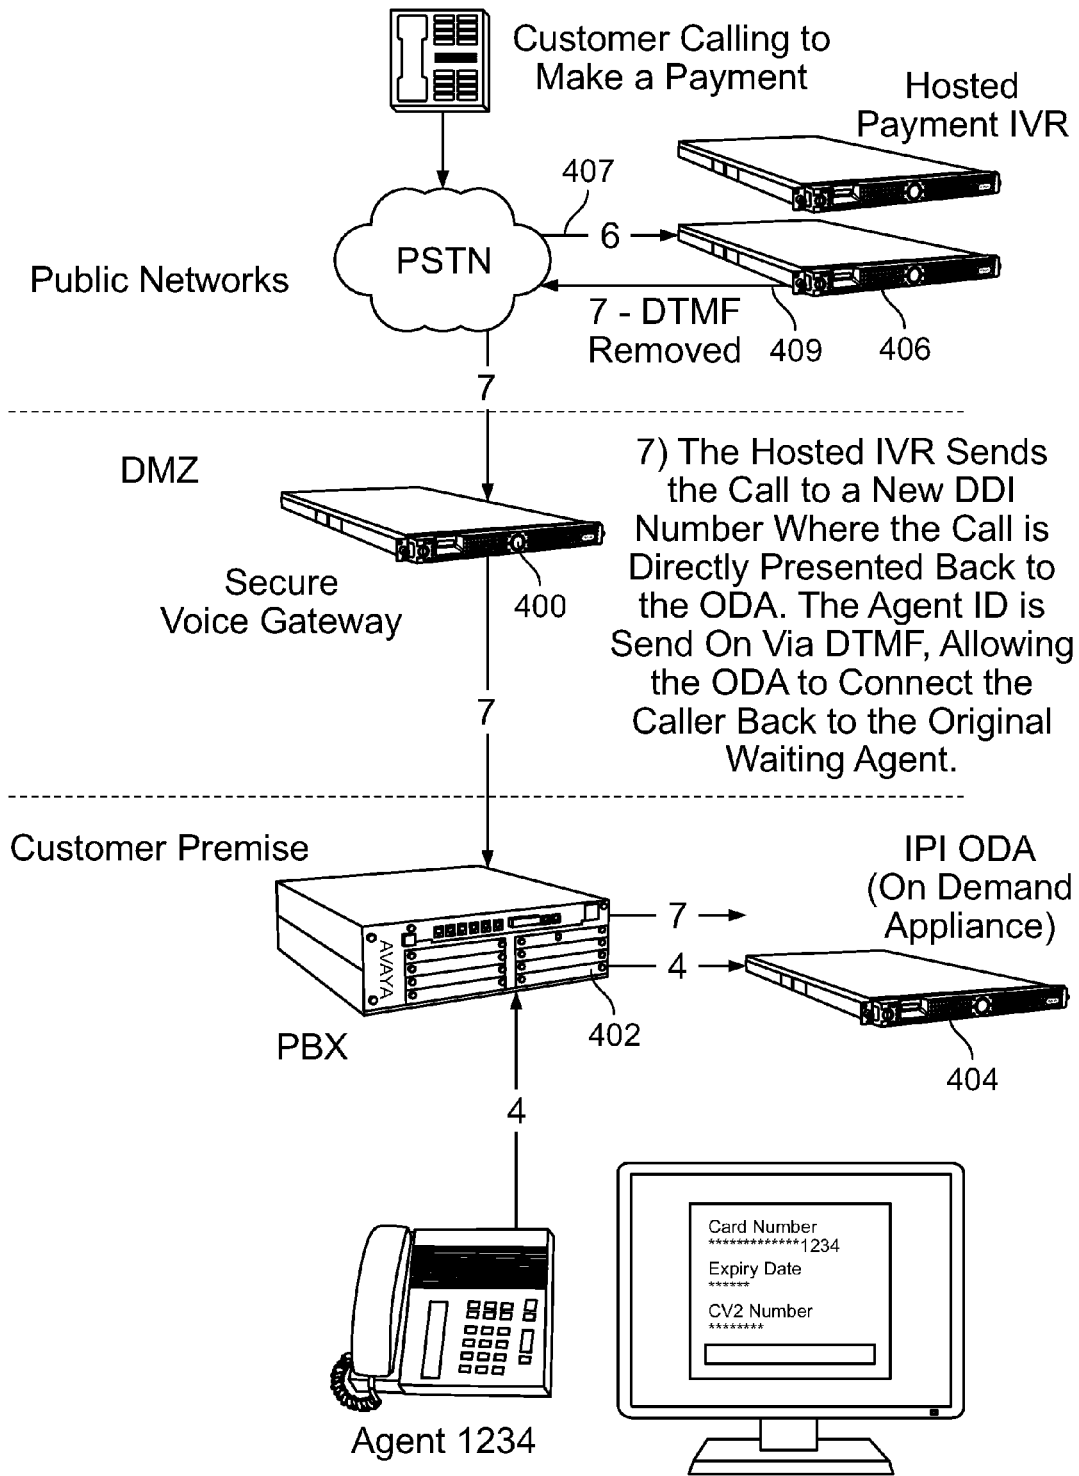 Customer Calling to
Make a Payment
Hosted
Payment IVR
407
PSTN
6
Public Networks
7 - DTMF
Removed
409
406
7
DMZ
7) The Hosted IVR Sends
the Call to a New DDI
Number Where the Call is
Directly Presented Back to
the ODA. The Agent ID is
Send On Via DTMF, Allowing
the ODA to Connect the
Caller Back to the Original
Waiting Agent.
Secure
Voice Gateway
400
7
Customer Premise
IPI ODA
(On Demand
Appliance)
7
AVAYA
4
402
PBX
404
4
Card Number
*************1234
Expiry Date
******
CV2 Number
********
Agent 1234